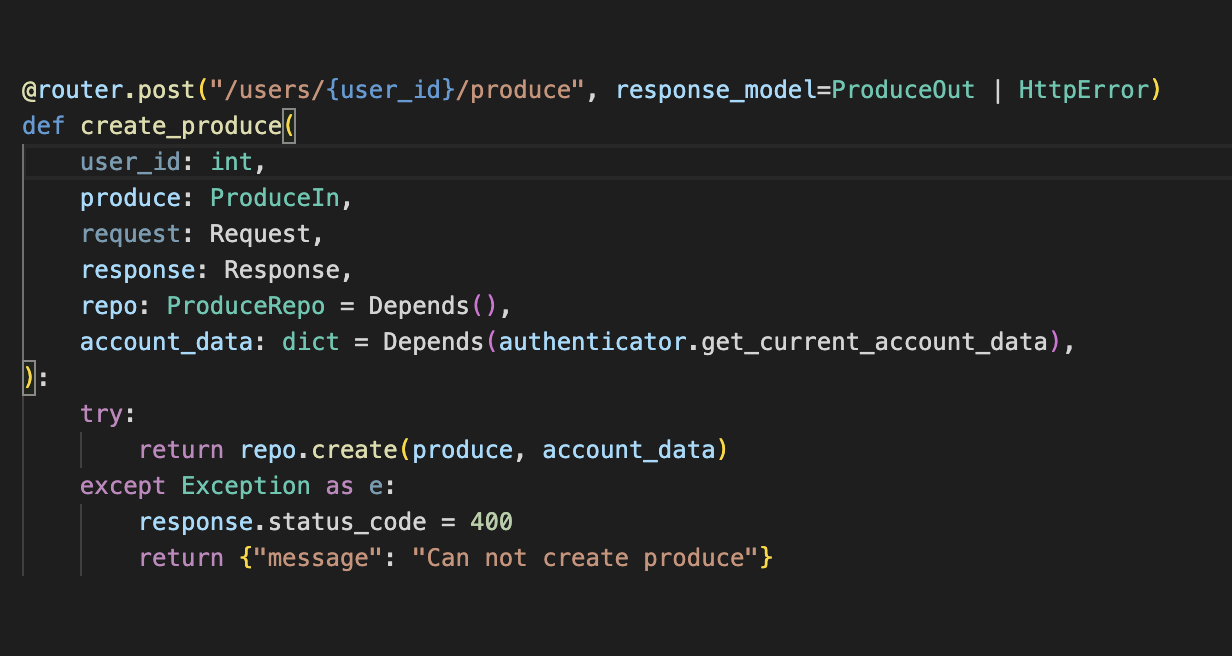 @router.post("/users/{user_id}/produce", response_model=ProduceOut | HttpError)
def create_produce(
    user_id: int,
    produce: ProduceIn,
    request: Request,
    response: Response,
    repo: ProduceRepo = Depends(),
    account_data: dict = Depends(authenticator.get_current_account_data),
):
    try:
        return repo.create(produce, account_data)
    except Exception as e:
        response.status_code = 400
        return {"message": "Can not create produce"}